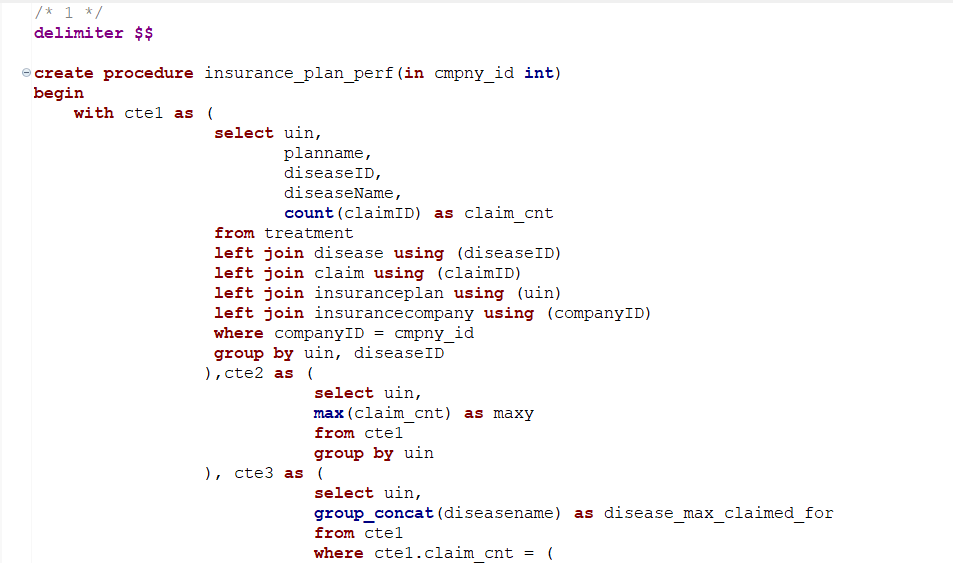 /* 1 */
delimiter $$
create procedure insurance_plan_perf(in cmpny_id int)
begin
with cte1 as (
select uin,
planname,
diseaseID,
diseaseName,
count(claimID) as claim_cnt
from treatment
left join disease using (diseaseID)
left join claim using (claimID)
left join insuranceplan using (uin)
left join insurancecompany using (companyID)
where companyID = cmpny_id
group by uin, diseaseID
),cte2 as (
select uin,
max(claim_cnt) as maxy
from cte1
group by uin
), cte3 as (
select uin,
group_concat(diseasename) as disease_max_claimed_for
from cte1
where cte1.claim_cnt = (